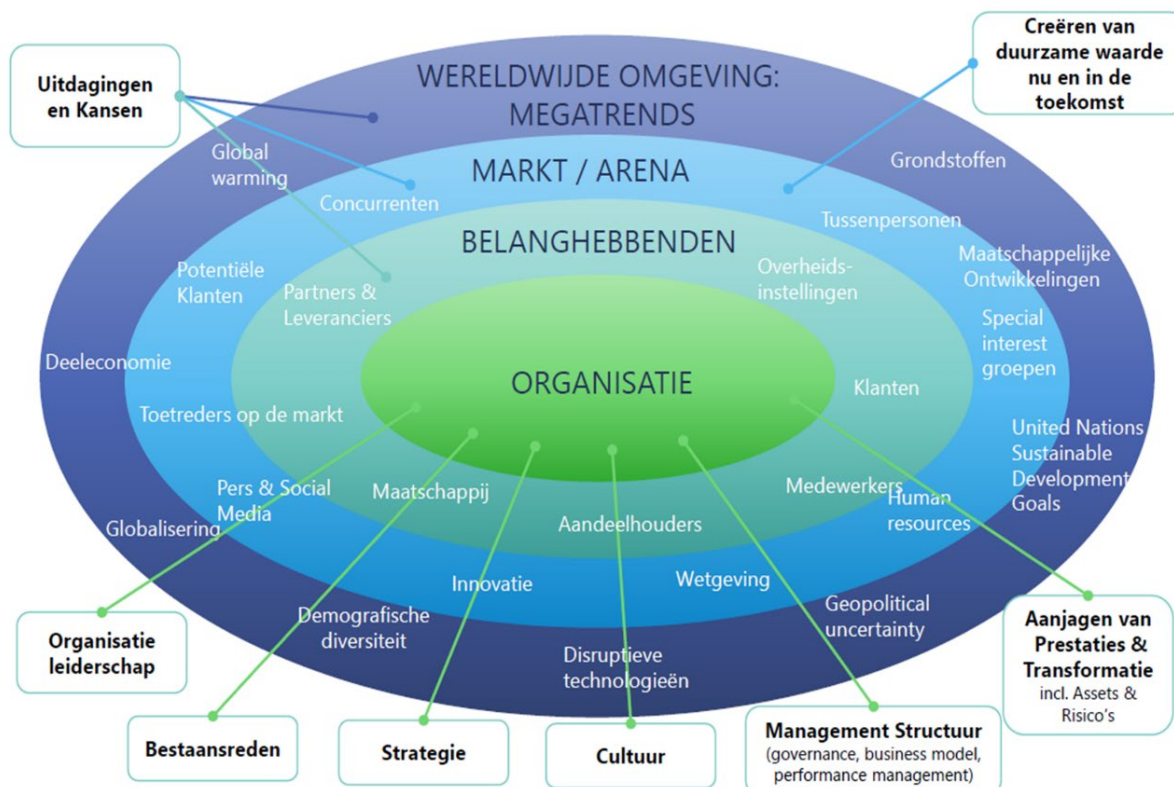 Uitdagingen
en Kansen
Creëren van
duurzame waarde
nu en in de
toekomst
WERELDWIJDE OMGEVING:
MEGATRENDS
Global
warming
Grondstoffen
MARKT / ARENA
Concurrenten
Tussenpersonen
BELANGHEBBENDEN
Potentiële
Klanten
Partners &
Leveranciers
Overheids-
instellingen
Maatschappelijke
Ontwikkelingen
Special
interest
groepen
Deeleconomie
ORGANISATIE
Klanten
Toetreders op de markt
United Nations
Sustainable
Development
Goals
Pers & Social
Media
Maatschappij
Medewerkers
Human
resources
Globalisering
Aandeelhouders
Innovatie
Wetgeving
Demografische
diversiteit
Geopolitical
uncertainty
Disruptieve
technologieën
Organisatie
leiderschap
Bestaansreden
Strategie
Cultuur
Management Structuur
(governance, business model,
performance management)
Aanjagen van
Prestaties &
Transformatie
incl. Assets &
Risico's